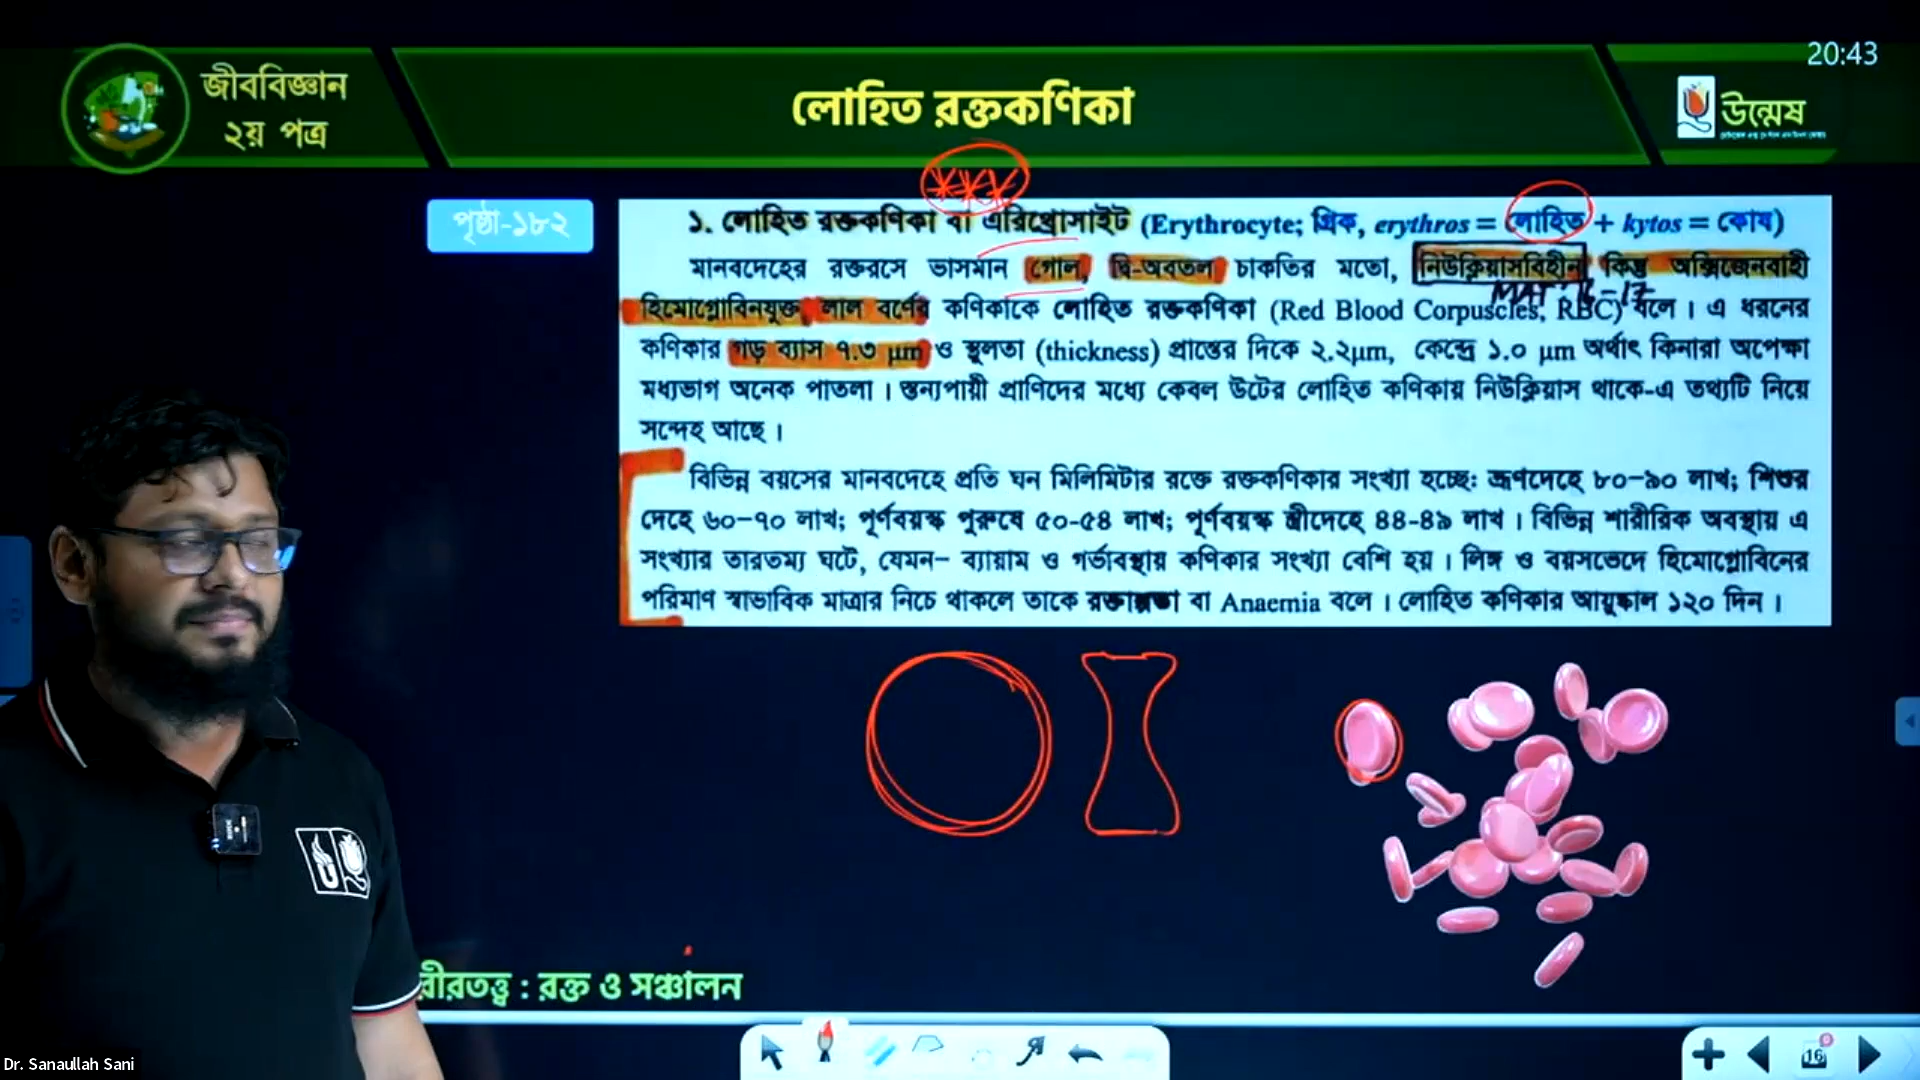 20:43
জীববিজ্ঞান
২য় পত্র
লোহিত রক্তকণিকা
উন্মেষ
পৃষ্ঠা-১৮২
১. লোহিত রক্তকণিকা বা এরিথ্রোসাইট (Erythrocyte; গ্রিক, erythros = লোহিত + kytos = কোষ)
মানবদেহের রক্তরসে ভাসমান গোল, দ্বি-অবতল চাকতির মতো, নিউক্লিয়াসবিহীন কিন্তু অক্সিজেনবাহী
MAT 16-17
হিমোগ্লোবিনযুক্ত লাল বর্ণের কণিকাকে লোহিত রক্তকণিকা (Red Blood Corpuscles, RBC) বলে । এ ধরনের
কণিকার গড় ব্যাস ৭.৩ μm ও স্থূলতা (thickness) প্রান্তের দিকে ২.২μm, কেন্দ্রে ১.০ μm অর্থাৎ কিনারা অপেক্ষা
মধ্যভাগ অনেক পাতলা । স্তন্যপায়ী প্রাণিদের মধ্যে কেবল উটের লোহিত কণিকায় নিউক্লিয়াস থাকে-এ তথ্যটি নিয়ে
সন্দেহ আছে ।
বিভিন্ন বয়সের মানবদেহে প্রতি ঘন মিলিমিটার রক্তে রক্তকণিকার সংখ্যা হচ্ছে: ভ্রূণদেহে ৮০–৯০ লাখ; শিশুর
দেহে ৬০–৭০ লাখ; পূর্ণবয়স্ক পুরুষে ৫০-৫৪ লাখ; পূর্ণবয়স্ক স্ত্রীদেহে ৪৪-৪৯ লাখ । বিভিন্ন শারীরিক অবস্থায় এ
সংখ্যার তারতম্য ঘটে, যেমন– ব্যায়াম ও গর্ভাবস্থায় কণিকার সংখ্যা বেশি হয় । লিঙ্গ ও বয়সভেদে হিমোগ্লোবিনের
পরিমাণ স্বাভাবিক মাত্রার নিচে থাকলে তাকে রক্তাল্পতা বা Anaemia বলে । লোহিত কণিকার আয়ুষ্কাল ১২০ দিন ।
রীরতত্ত্ব : রক্ত ও সঞ্চালন
16
Dr. Sanaullah Sani